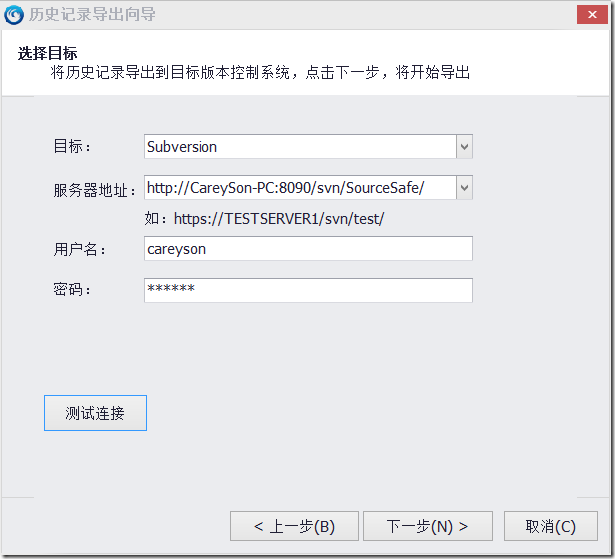 历史记录导出向导
选择目标
将历史记录导出到目标版本控制系统，点击下一步，将开始导出
目标： Subversion
服务器地址： http://CareySon-PC:8090/svn/SourceSafe/
如：https://TESTSERVER1/svn/test/
用户名： careyson
密码： ******
测试连接
< 上一步(B) 下一步(N) > 取消(C)